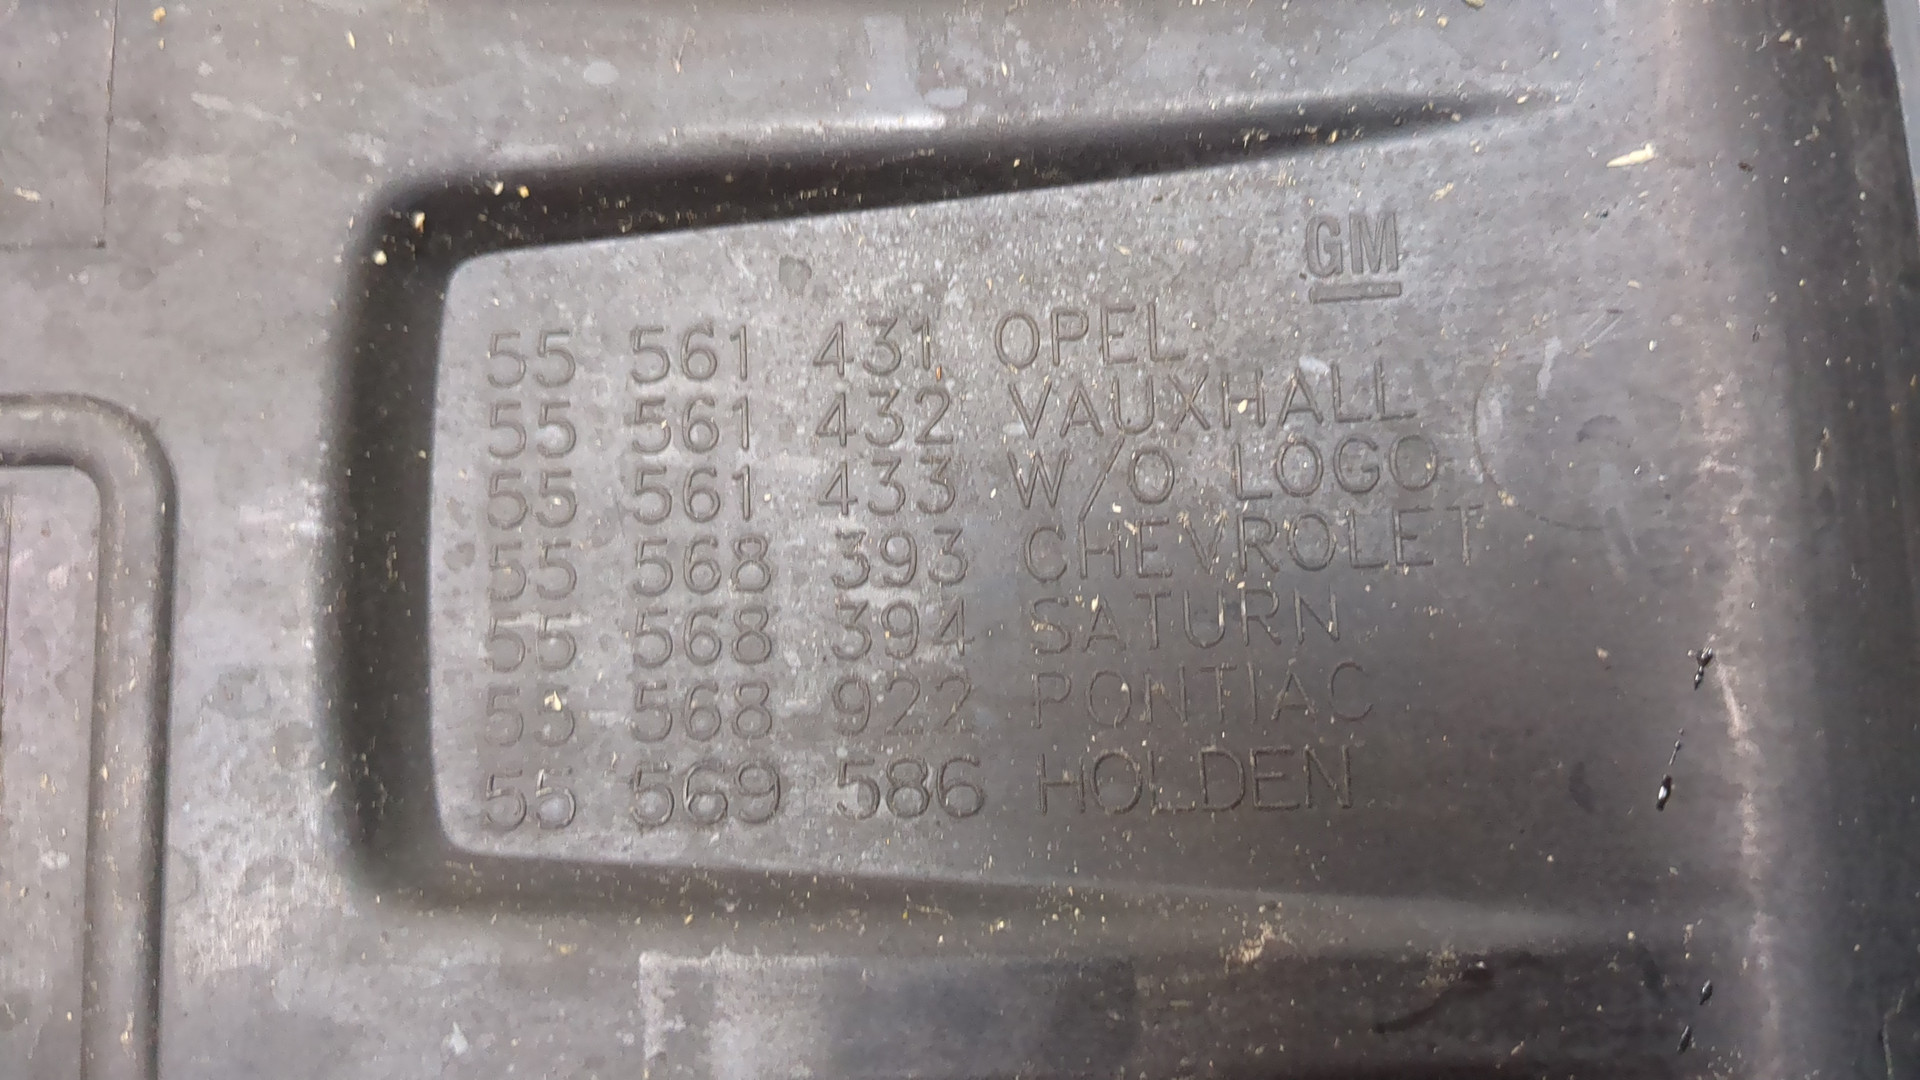 GM
55 561 431 OPEL
55 561 432 VAUXHALL
55 561 433 W/O LOGO
55 568 393 CHEVROLET
55 568 394 SATURN
55 568 922 PONTIAC
55 569 586 HOLDEN